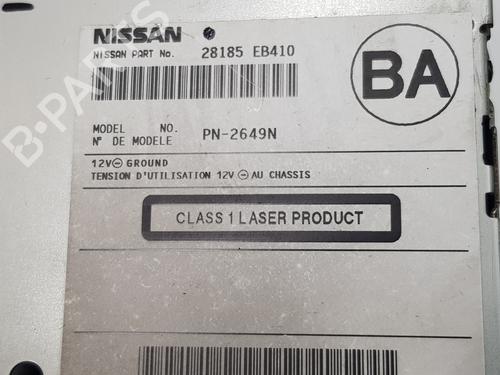 NISSAN
NISSAN PART No. 28185 EB410
BA
MODEL NO. PN-2649N
N° DE MODELE
12V⊖ GROUND
TENSION D'UTILISATION 12V ⊖ AU CHASSIS
CLASS 1 LASER PRODUCT
B-PARTS